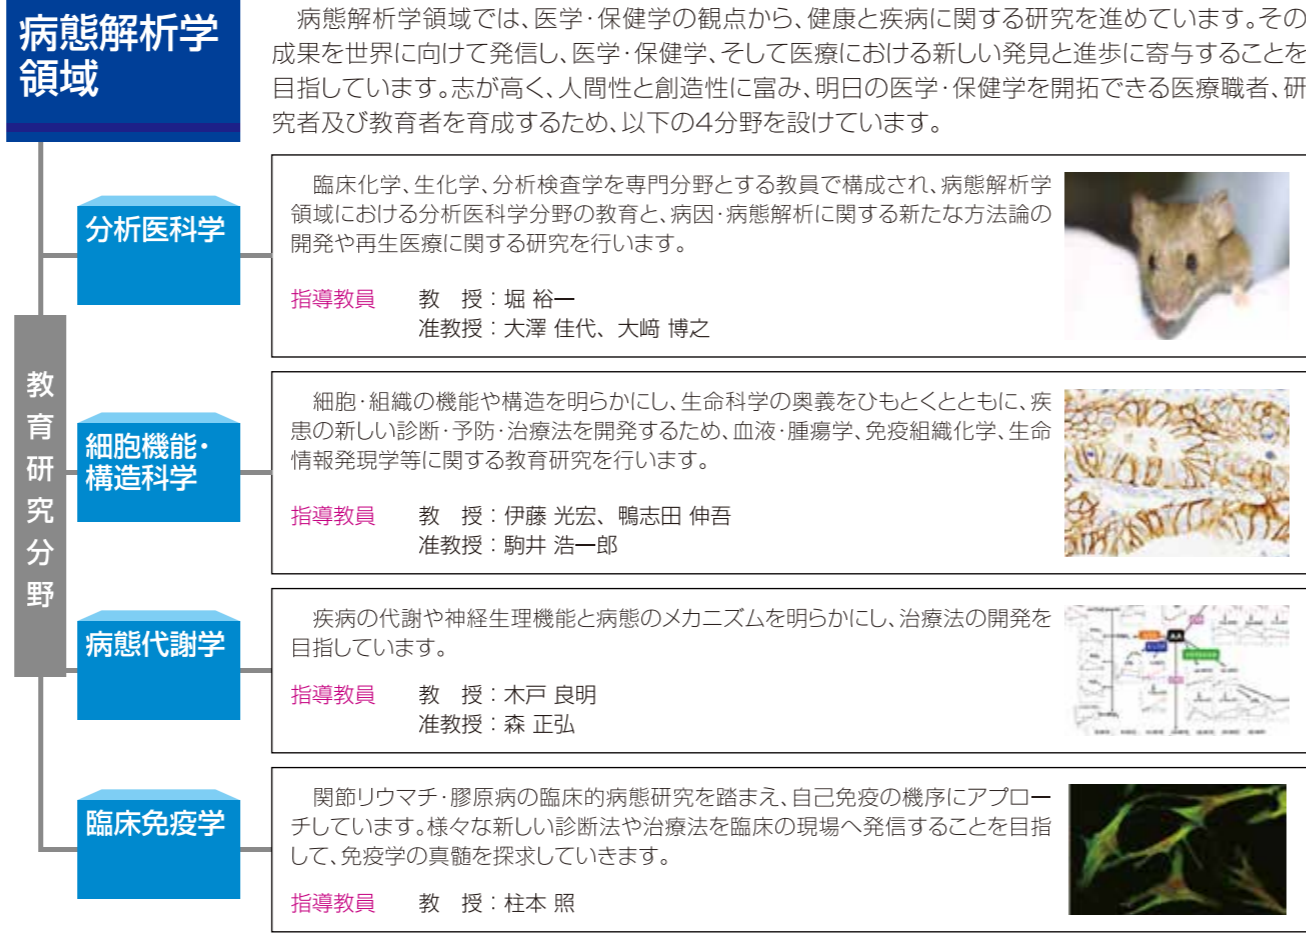 病態解析学
領域
病態解析学領域では、医学・保健学の観点から、健康と疾病に関する研究を進めています。その
成果を世界に向けて発信し、医学・保健学、そして医療における新しい発見と進歩に寄与することを
目指しています。志が高く、人間性と創造性に富み、明日の医学・保健学を開拓できる医療職者、研
究者及び教育者を育成するため、以下の4分野を設けています。
教育研究分野
分析医科学
臨床化学、生化学、分析検査学を専門分野とする教員で構成され、病態解析学
領域における分析医科学分野の教育と、病因・病態解析に関する新たな方法論の
開発や再生医療に関する研究を行います。
指導教員 教 授：堀 裕一
准教授：大澤 佳代、大﨑 博之
細胞機能・
構造科学
細胞・組織の機能や構造を明らかにし、生命科学の奥義をひもとくとともに、疾
患の新しい診断・予防・治療法を開発するため、血液・腫瘍学、免疫組織化学、生命
情報発現学等に関する教育研究を行います。
指導教員 教 授：伊藤 光宏、鴨志田 伸吾
准教授：駒井 浩一郎
病態代謝学
疾病の代謝や神経生理機能と病態のメカニズムを明らかにし、治療法の開発を
目指しています。
指導教員 教 授：木戸 良明
准教授：森 正弘
臨床免疫学
関節リウマチ・膠原病の臨床的病態研究を踏まえ、自己免疫の機序にアプロー
チしています。様々な新しい診断法や治療法を臨床の現場へ発信することを目指
して、免疫学の真髄を探求していきます。
指導教員 教 授：柱本 照